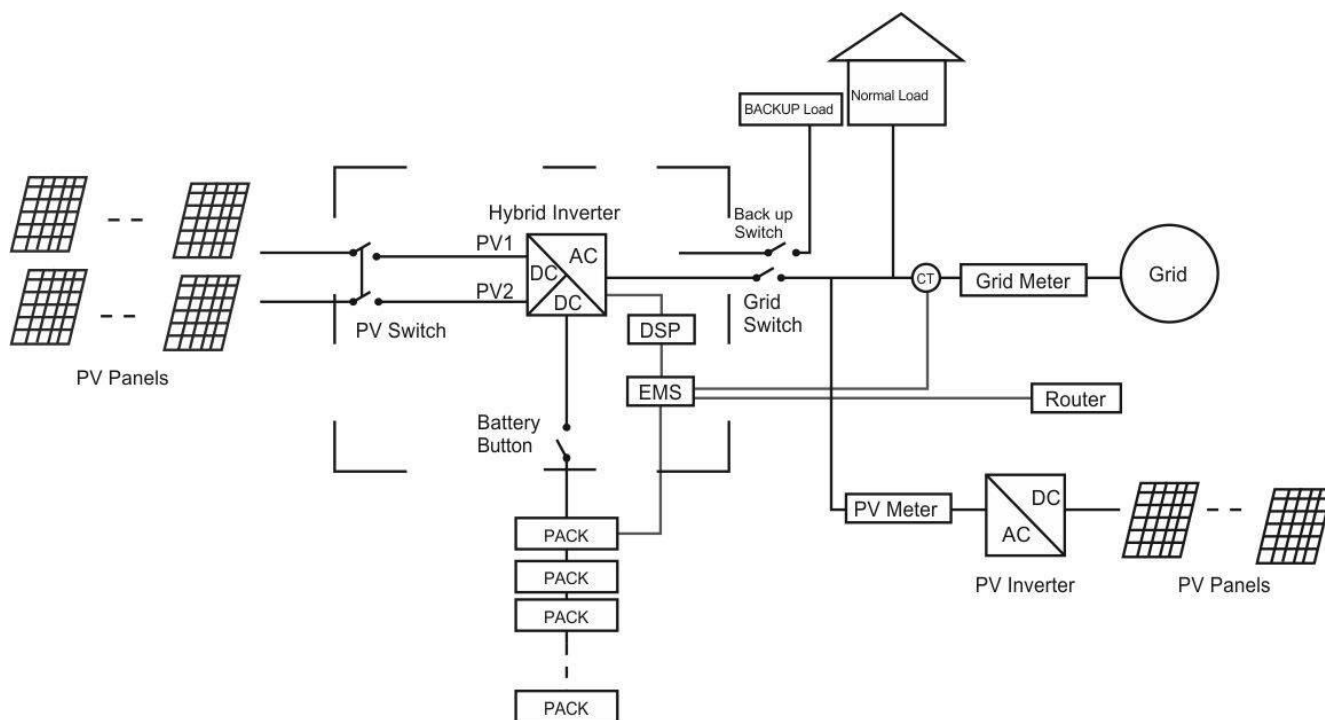 Normal Load
BACKUP Load
Hybrid Inverter
Back up
Switch
PV1
AC
DC
DC
PV2
PV Switch
PV Panels
DSP
Grid
Switch
CT
Grid Meter
Grid
EMS
Router
Battery
Button
PACK
PACK
PACK
PACK
PV Meter
DC
AC
PV Inverter
PV Panels